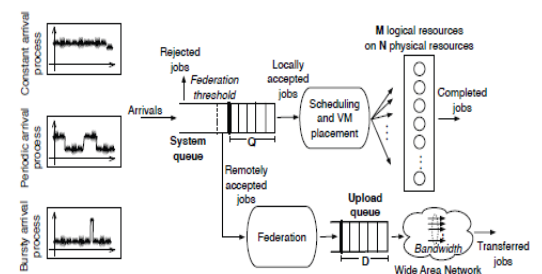 Constant arrival
process
Periodic arrival
process
Bursty arrival
process
Arrivals
Rejected
jobs
Federation
threshold
System
queue
Q
Locally
accepted
jobs
Scheduling
and VM
placement
M logical resources
on N physical resources
Completed
jobs
Remotely
accepted
jobs
Federation
Upload
queue
D
Bandwidth
Wide Area Network
Transferred
jobs